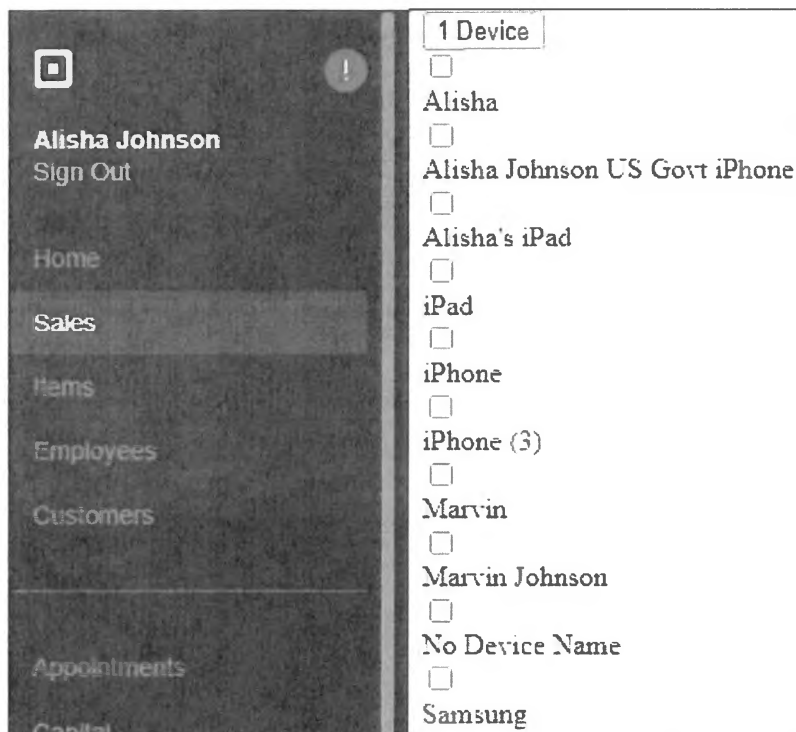 !
Alisha Johnson
Sign Out
Home
Sales
Items
Employees
Customers
Appointments
Capital
1 Device
Alisha
Alisha Johnson US Govt iPhone
Alisha's iPad
iPad
iPhone
iPhone (3)
Marvin
Marvin Johnson
No Device Name
Samsung